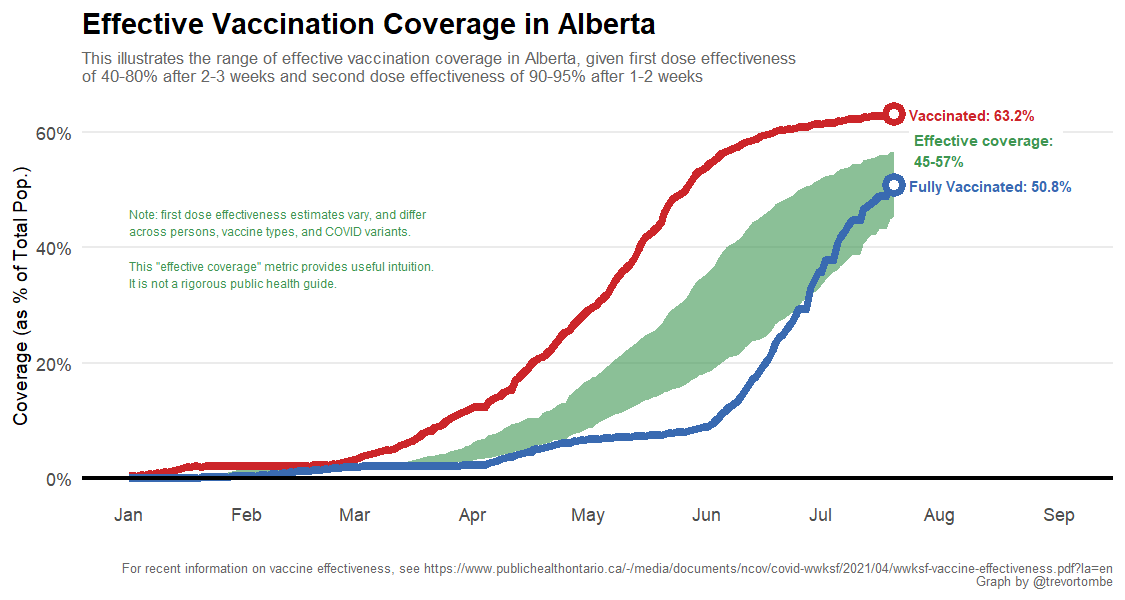 Effective Vaccination Coverage in Alberta
This illustrates the range of effective vaccination coverage in Alberta, given first dose effectiveness
of 40-80% after 2-3 weeks and second dose effectiveness of 90-95% after 1-2 weeks
Coverage (as % of Total Pop.)
60%
40%
20%
0%
Vaccinated: 63.2%
Effective coverage:
45-57%
Fully Vaccinated: 50.8%
Note: first dose effectiveness estimates vary, and differ
across persons, vaccine types, and COVID variants.
This "effective coverage" metric provides useful intuition.
It is not a rigorous public health guide.
Jan Feb Mar Apr May Jun Jul Aug Sep
For recent information on vaccine effectiveness, see https://www.publichealthontario.ca/-/media/documents/ncov/covid-wwksf/2021/04/wwksf-vaccine-effectiveness.pdf?la=en
Graph by @trevortombe